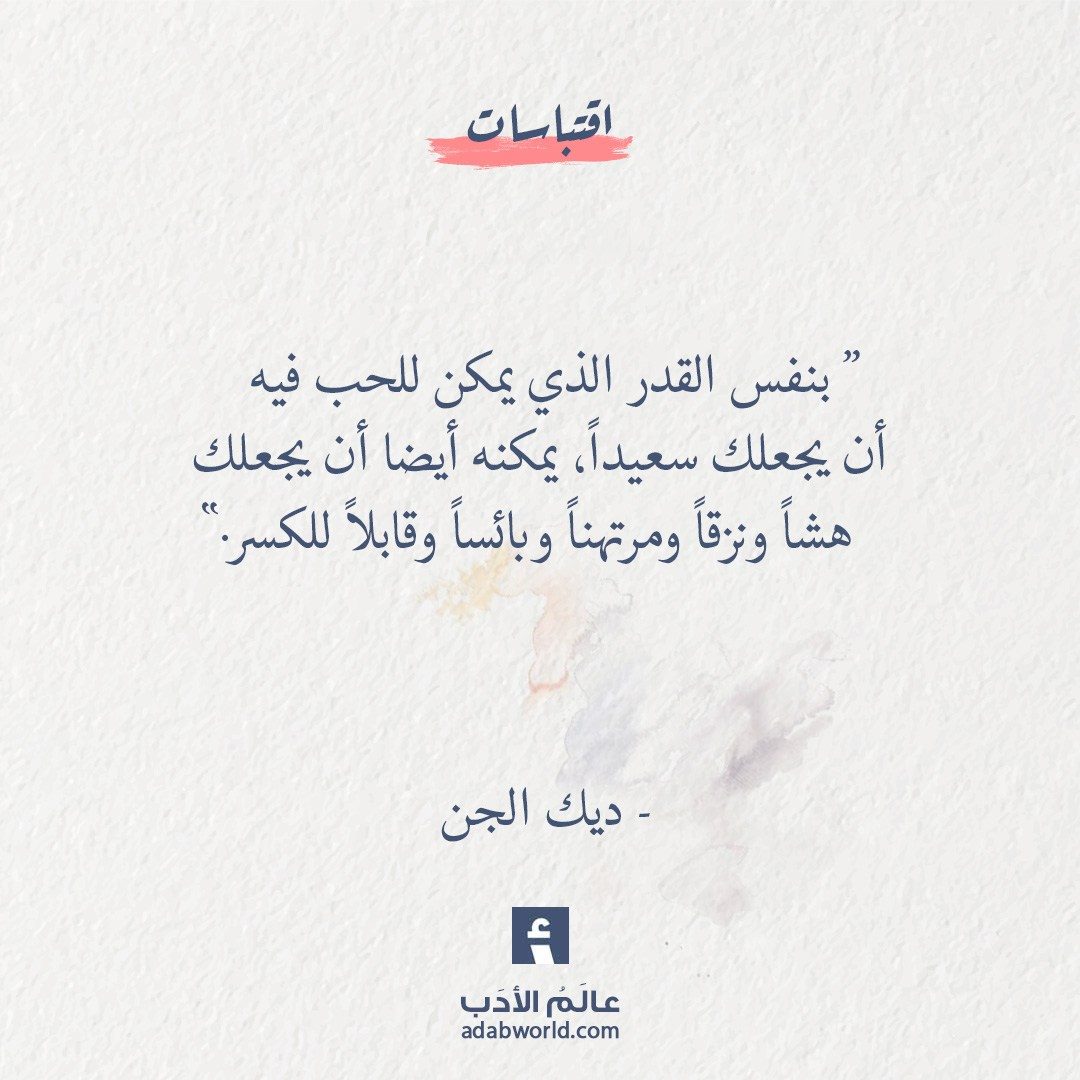 اقتباسات
” بنفس القدر الذي يمكن للحب فيه
أن يجعلك سعيداً، يمكنه أيضا أن يجعلك
هشاً ونزقاً ومرتهناً وبائساً وقابلاً للكسر.“
- ديك الجن
أ
عالَمُ الأدَب
adabworld.com